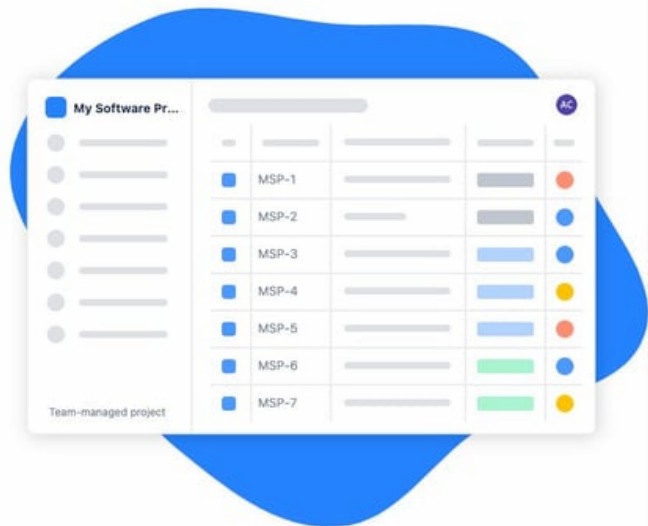 My Software Pr...
AC
MSP-1
MSP-2
MSP-3
MSP-4
MSP-5
MSP-6
MSP-7
Team-managed project